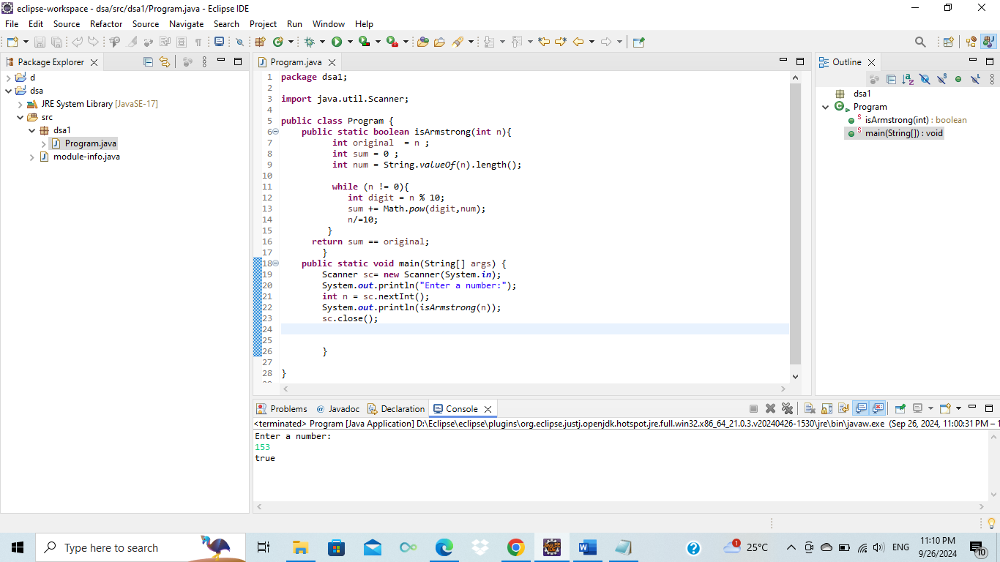 eclipse-workspace - dsa/src/dsa1/Program.java - Eclipse IDE
File Edit Source Refactor Source Navigate Search Project Run Window Help
Package Explorer
d
dsa
JRE System Library [JavaSE-17]
src
dsa1
Program.java
module-info.java
Program.java
1 package dsa1;
2
3 import java.util.Scanner;
4
5 public class Program {
6 public static boolean isArmstrong(int n){
7 int original  = n ;
8 int sum = 0 ;
9 int num = String.valueOf(n).length();
10
11 while (n != 0){
12 int digit = n % 10;
13 sum += Math.pow(digit,num);
14 n/=10;
15 }
16 return sum == original;
17 }
18 public static void main(String[] args) {
19 Scanner sc= new Scanner(System.in);
20 System.out.println("Enter a number:");
21 int n = sc.nextInt();
22 System.out.println(isArmstrong(n));
23 sc.close();
24
25
26 }
27
28 }
Outline
dsa1
Program
isArmstrong(int) : boolean
main(String[]) : void
Problems @ Javadoc Declaration Console
<terminated> Program [Java Application] D:\Eclipse\eclipse\plugins\org.eclipse.justj.openjdk.hotspot.jre.full.win32.x86_64_21.0.3.v20240426-1530\jre\bin\javaw.exe (Sep 26, 2024, 11:00:31 PM – 1
Enter a number:
153
true
Type here to search
25°C
ENG
11:10 PM
9/26/2024
10